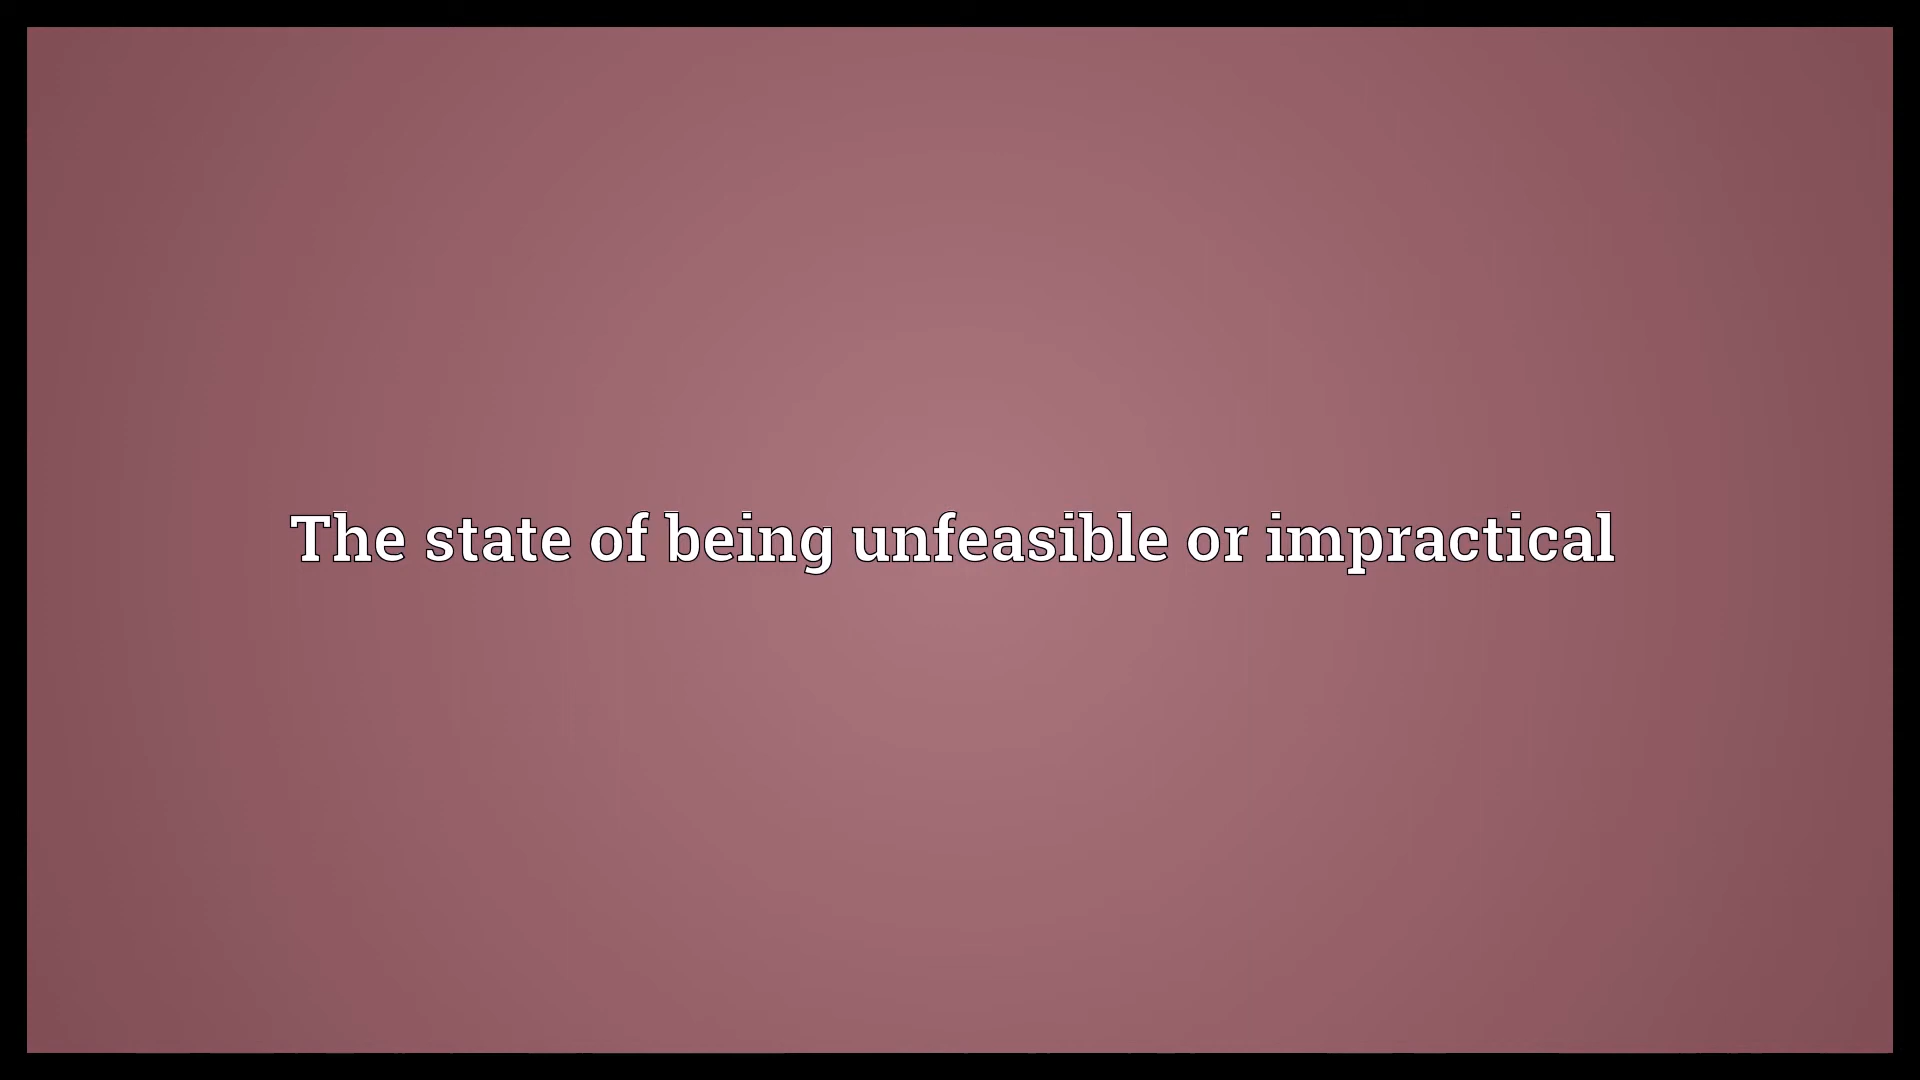 The state of being unfeasible or impractical